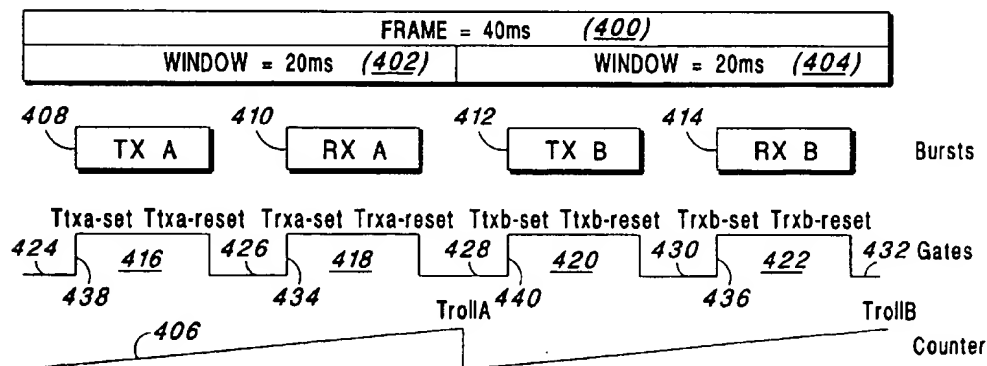 FRAME = 40ms (400)
WINDOW = 20ms (402) WINDOW = 20ms (404)
408 410 412 414
TX A RX A TX B RX B Bursts
Ttxa-set Ttxa-reset Trxa-set Trxa-reset Ttxb-set Ttxb-reset Trxb-set Trxb-reset
424 416 426 418 428 420 430 422 432 Gates
438 434 440 436
TrollA TrollB
406 Counter